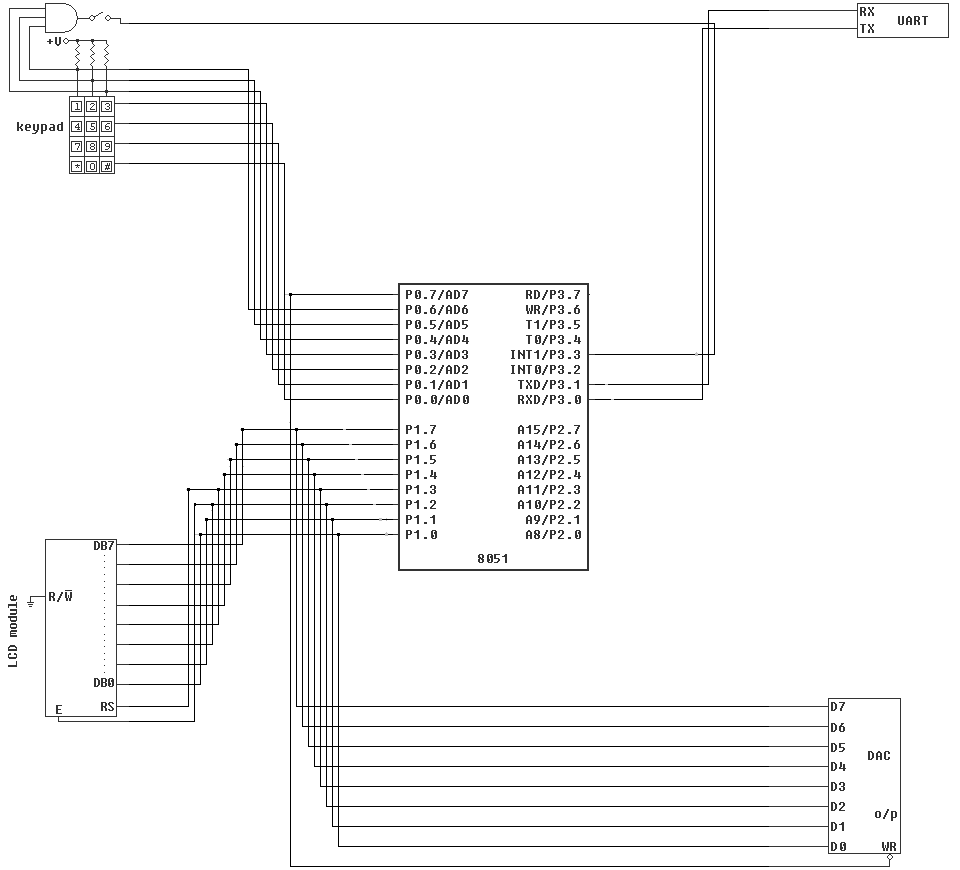 RX
UART
TX
+V
1 2 3
keypad
4 5 6
7 8 9
* 0 #
P0.7/AD7 RD/P3.7
P0.6/AD6 WR/P3.6
P0.5/AD5 T1/P3.5
P0.4/AD4 T0/P3.4
P0.3/AD3 INT1/P3.3
P0.2/AD2 INT0/P3.2
P0.1/AD1 TXD/P3.1
P0.0/AD0 RXD/P3.0
P1.7 A15/P2.7
P1.6 A14/P2.6
P1.5 A13/P2.5
P1.4 A12/P2.4
P1.3 A11/P2.3
P1.2 A10/P2.2
P1.1 A9/P2.1
P1.0 A8/P2.0
8051
DB7
R/W̅
LCD module
DB0
RS
E
D7
D6
D5
DAC
D4
D3
D2
o/p
D1
D0
WR